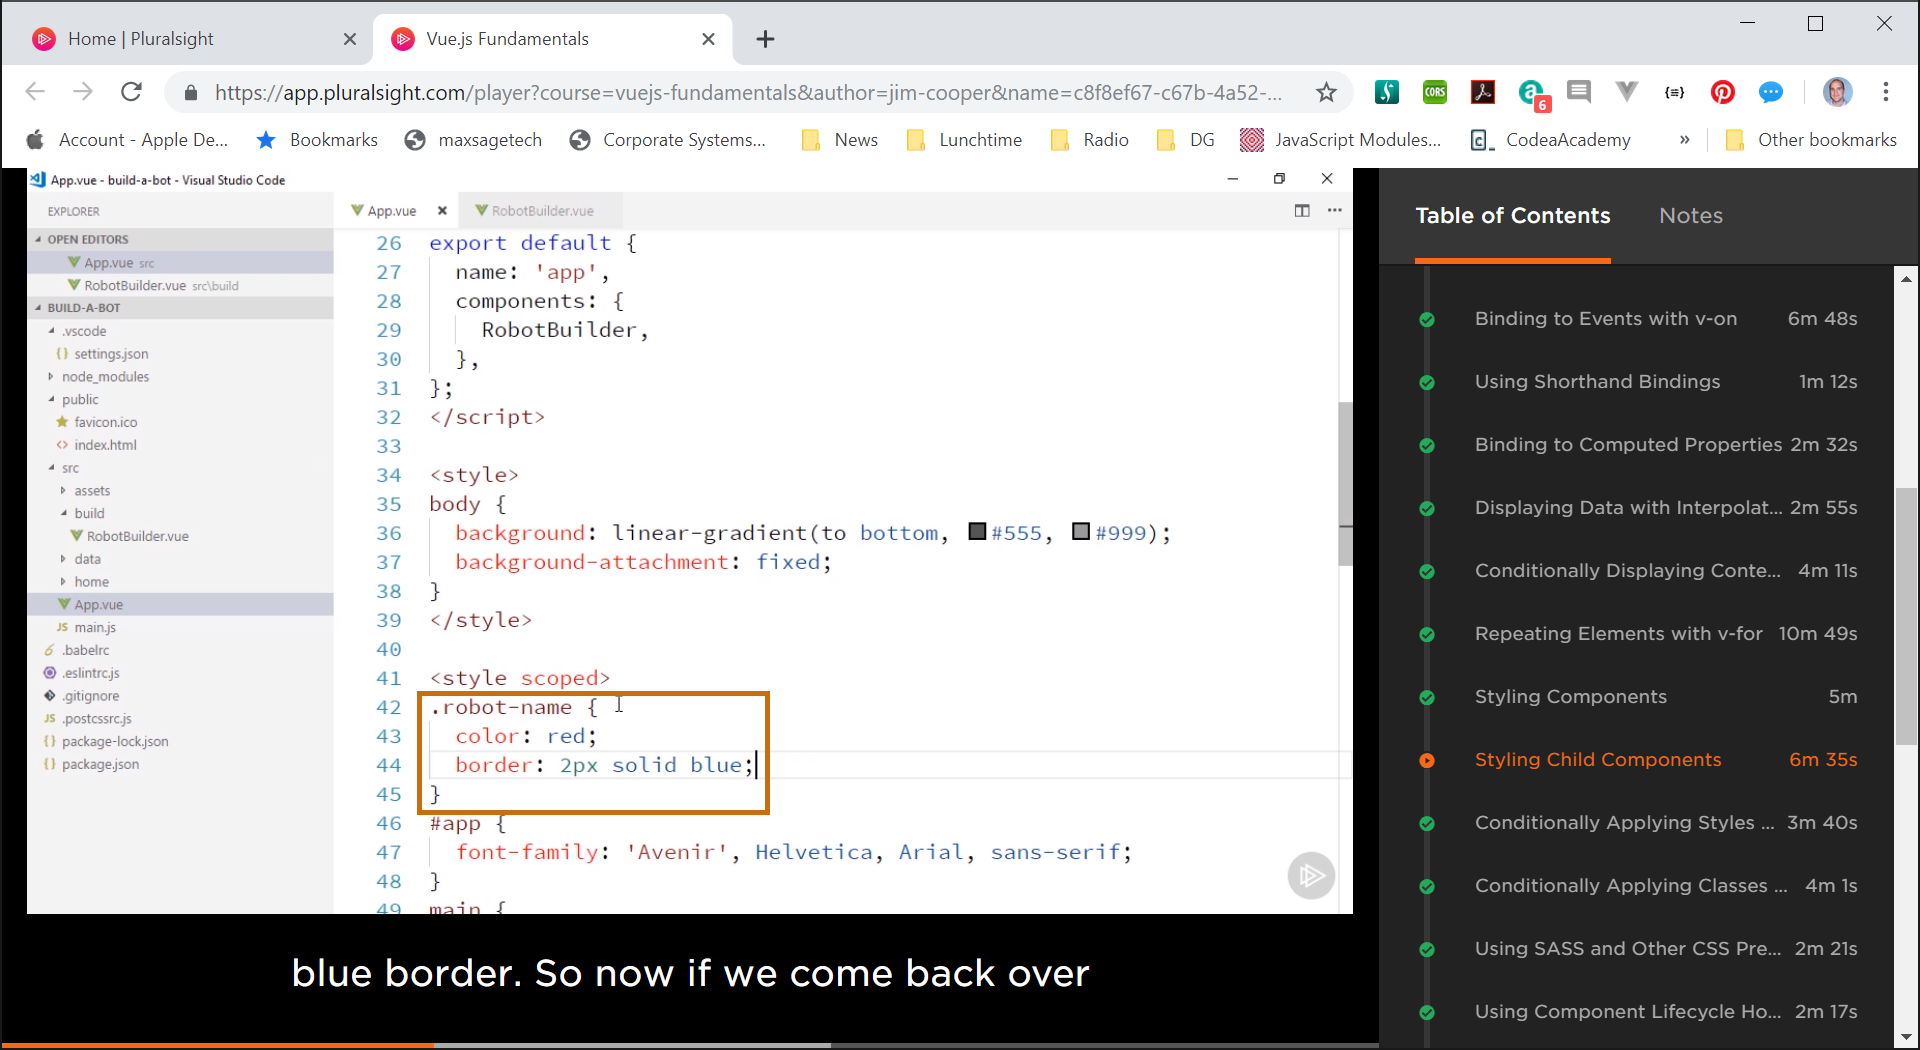 Home | Pluralsight
Vue.js Fundamentals
https://app.pluralsight.com/player?course=vuejs-fundamentals&author=jim-cooper&name=c8f8ef67-c67b-4a52-...
CORS
6
{≡}
Account - Apple De...
Bookmarks
maxsagetech
Corporate Systems...
News
Lunchtime
Radio
DG
JavaScript Modules...
CodeaAcademy
»
Other bookmarks
App.vue - build-a-bot - Visual Studio Code
EXPLORER
OPEN EDITORS
App.vue src
RobotBuilder.vue src\build
BUILD-A-BOT
.vscode
{} settings.json
node_modules
public
favicon.ico
<> index.html
src
assets
build
RobotBuilder.vue
data
home
App.vue
JS main.js
.babelrc
.eslintrc.js
.gitignore
JS .postcssrc.js
{} package-lock.json
{} package.json
App.vue
RobotBuilder.vue
26 export default {
27 name: 'app',
28 components: {
29 RobotBuilder,
30 },
31 };
32 </script>
33
34 <style>
35 body {
36 background: linear-gradient(to bottom, #555, #999);
37 background-attachment: fixed;
38 }
39 </style>
40
41 <style scoped>
42 .robot-name {
43 color: red;
44 border: 2px solid blue;
45 }
46 #app {
47 font-family: 'Avenir', Helvetica, Arial, sans-serif;
48 }
49 main {
blue border. So now if we come back over
Table of Contents
Notes
Binding to Events with v-on 6m 48s
Using Shorthand Bindings 1m 12s
Binding to Computed Properties 2m 32s
Displaying Data with Interpolat... 2m 55s
Conditionally Displaying Conte... 4m 11s
Repeating Elements with v-for 10m 49s
Styling Components 5m
Styling Child Components 6m 35s
Conditionally Applying Styles ... 3m 40s
Conditionally Applying Classes ... 4m 1s
Using SASS and Other CSS Pre... 2m 21s
Using Component Lifecycle Ho... 2m 17s